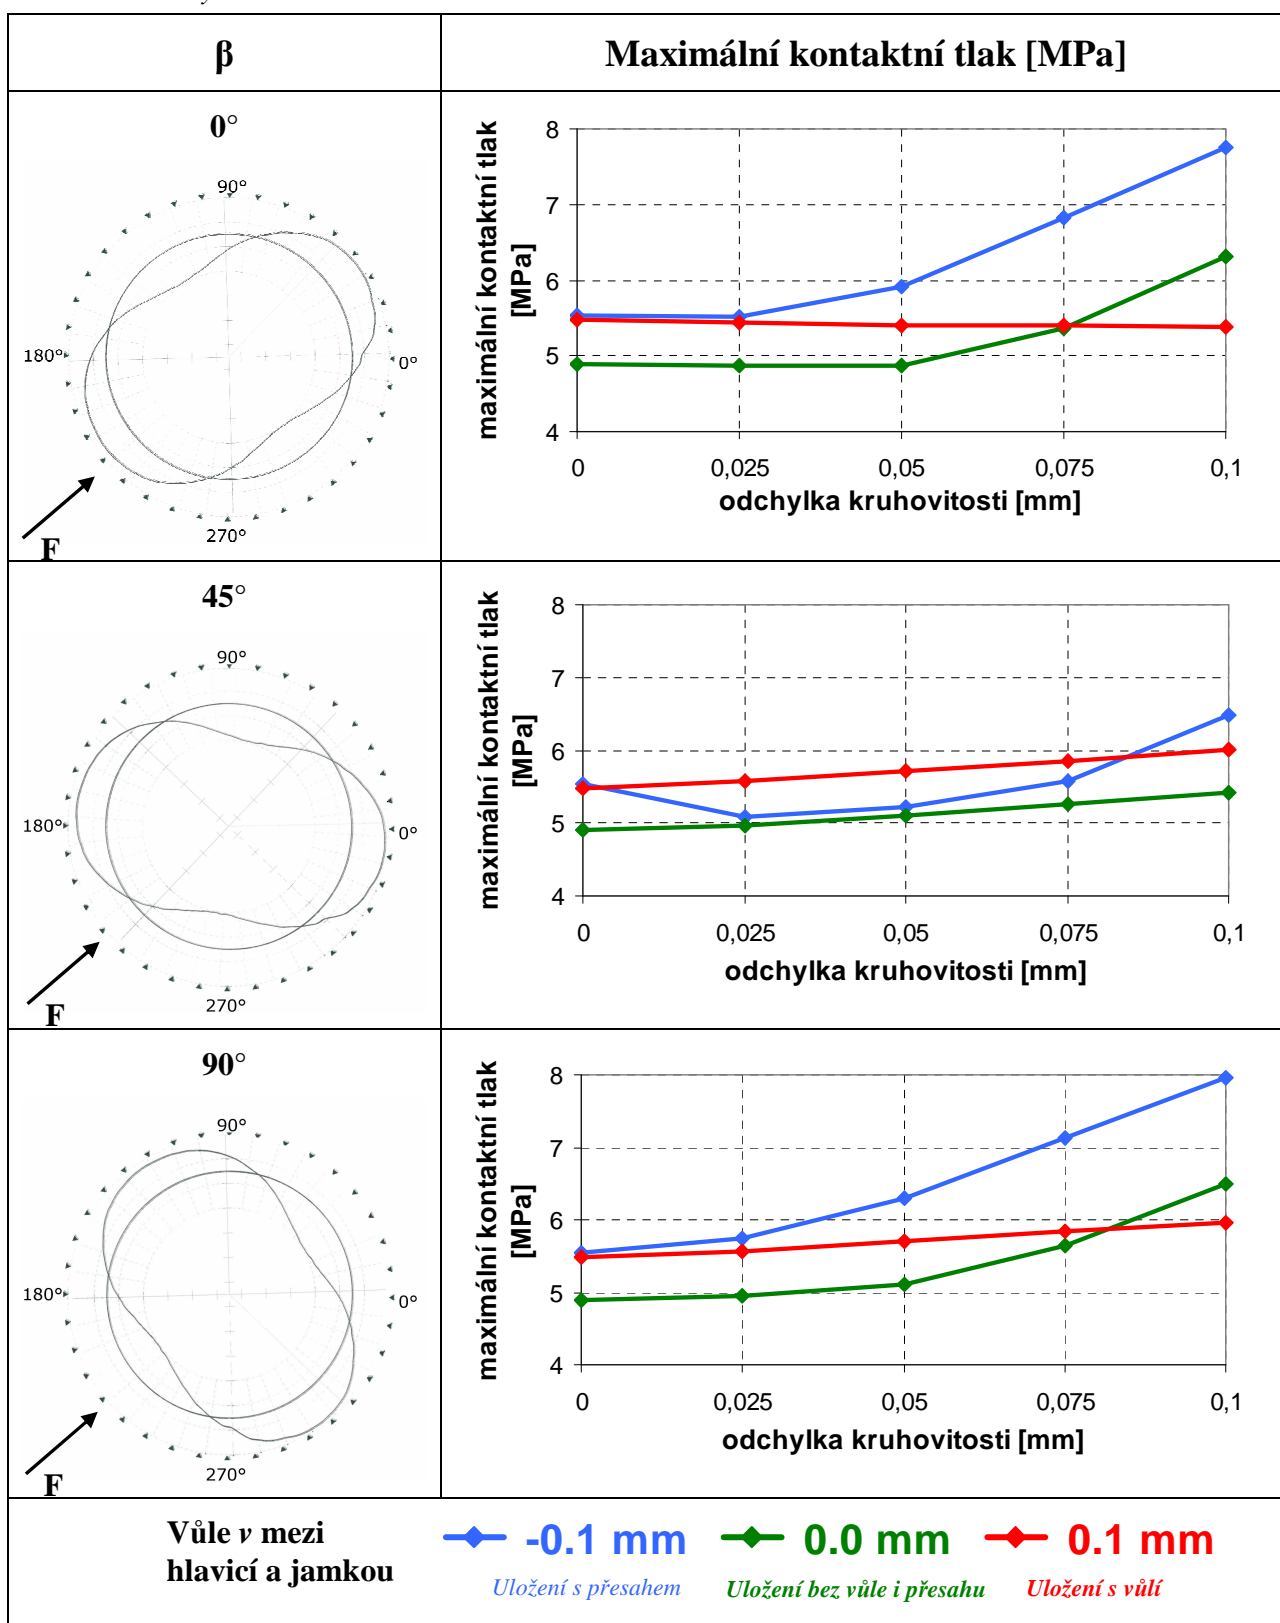 β
Maximální kontaktní tlak [MPa]
0°
90°
180°
0°
270°
F
maximální kontaktní tlak
[MPa]
8
7
6
5
4
0 0,025 0,05 0,075 0,1
odchylka kruhovitosti [mm]
45°
90°
180°
0°
270°
F
maximální kontaktní tlak
[MPa]
8
7
6
5
4
0 0,025 0,05 0,075 0,1
odchylka kruhovitosti [mm]
90°
90°
180°
0°
270°
F
maximální kontaktní tlak
[MPa]
8
7
6
5
4
0 0,025 0,05 0,075 0,1
odchylka kruhovitosti [mm]
Vůle v mezi
hlavicí a jamkou
-0.1 mm 0.0 mm 0.1 mm
Uložení s přesahem Uložení bez vůle i přesahu Uložení s vůlí